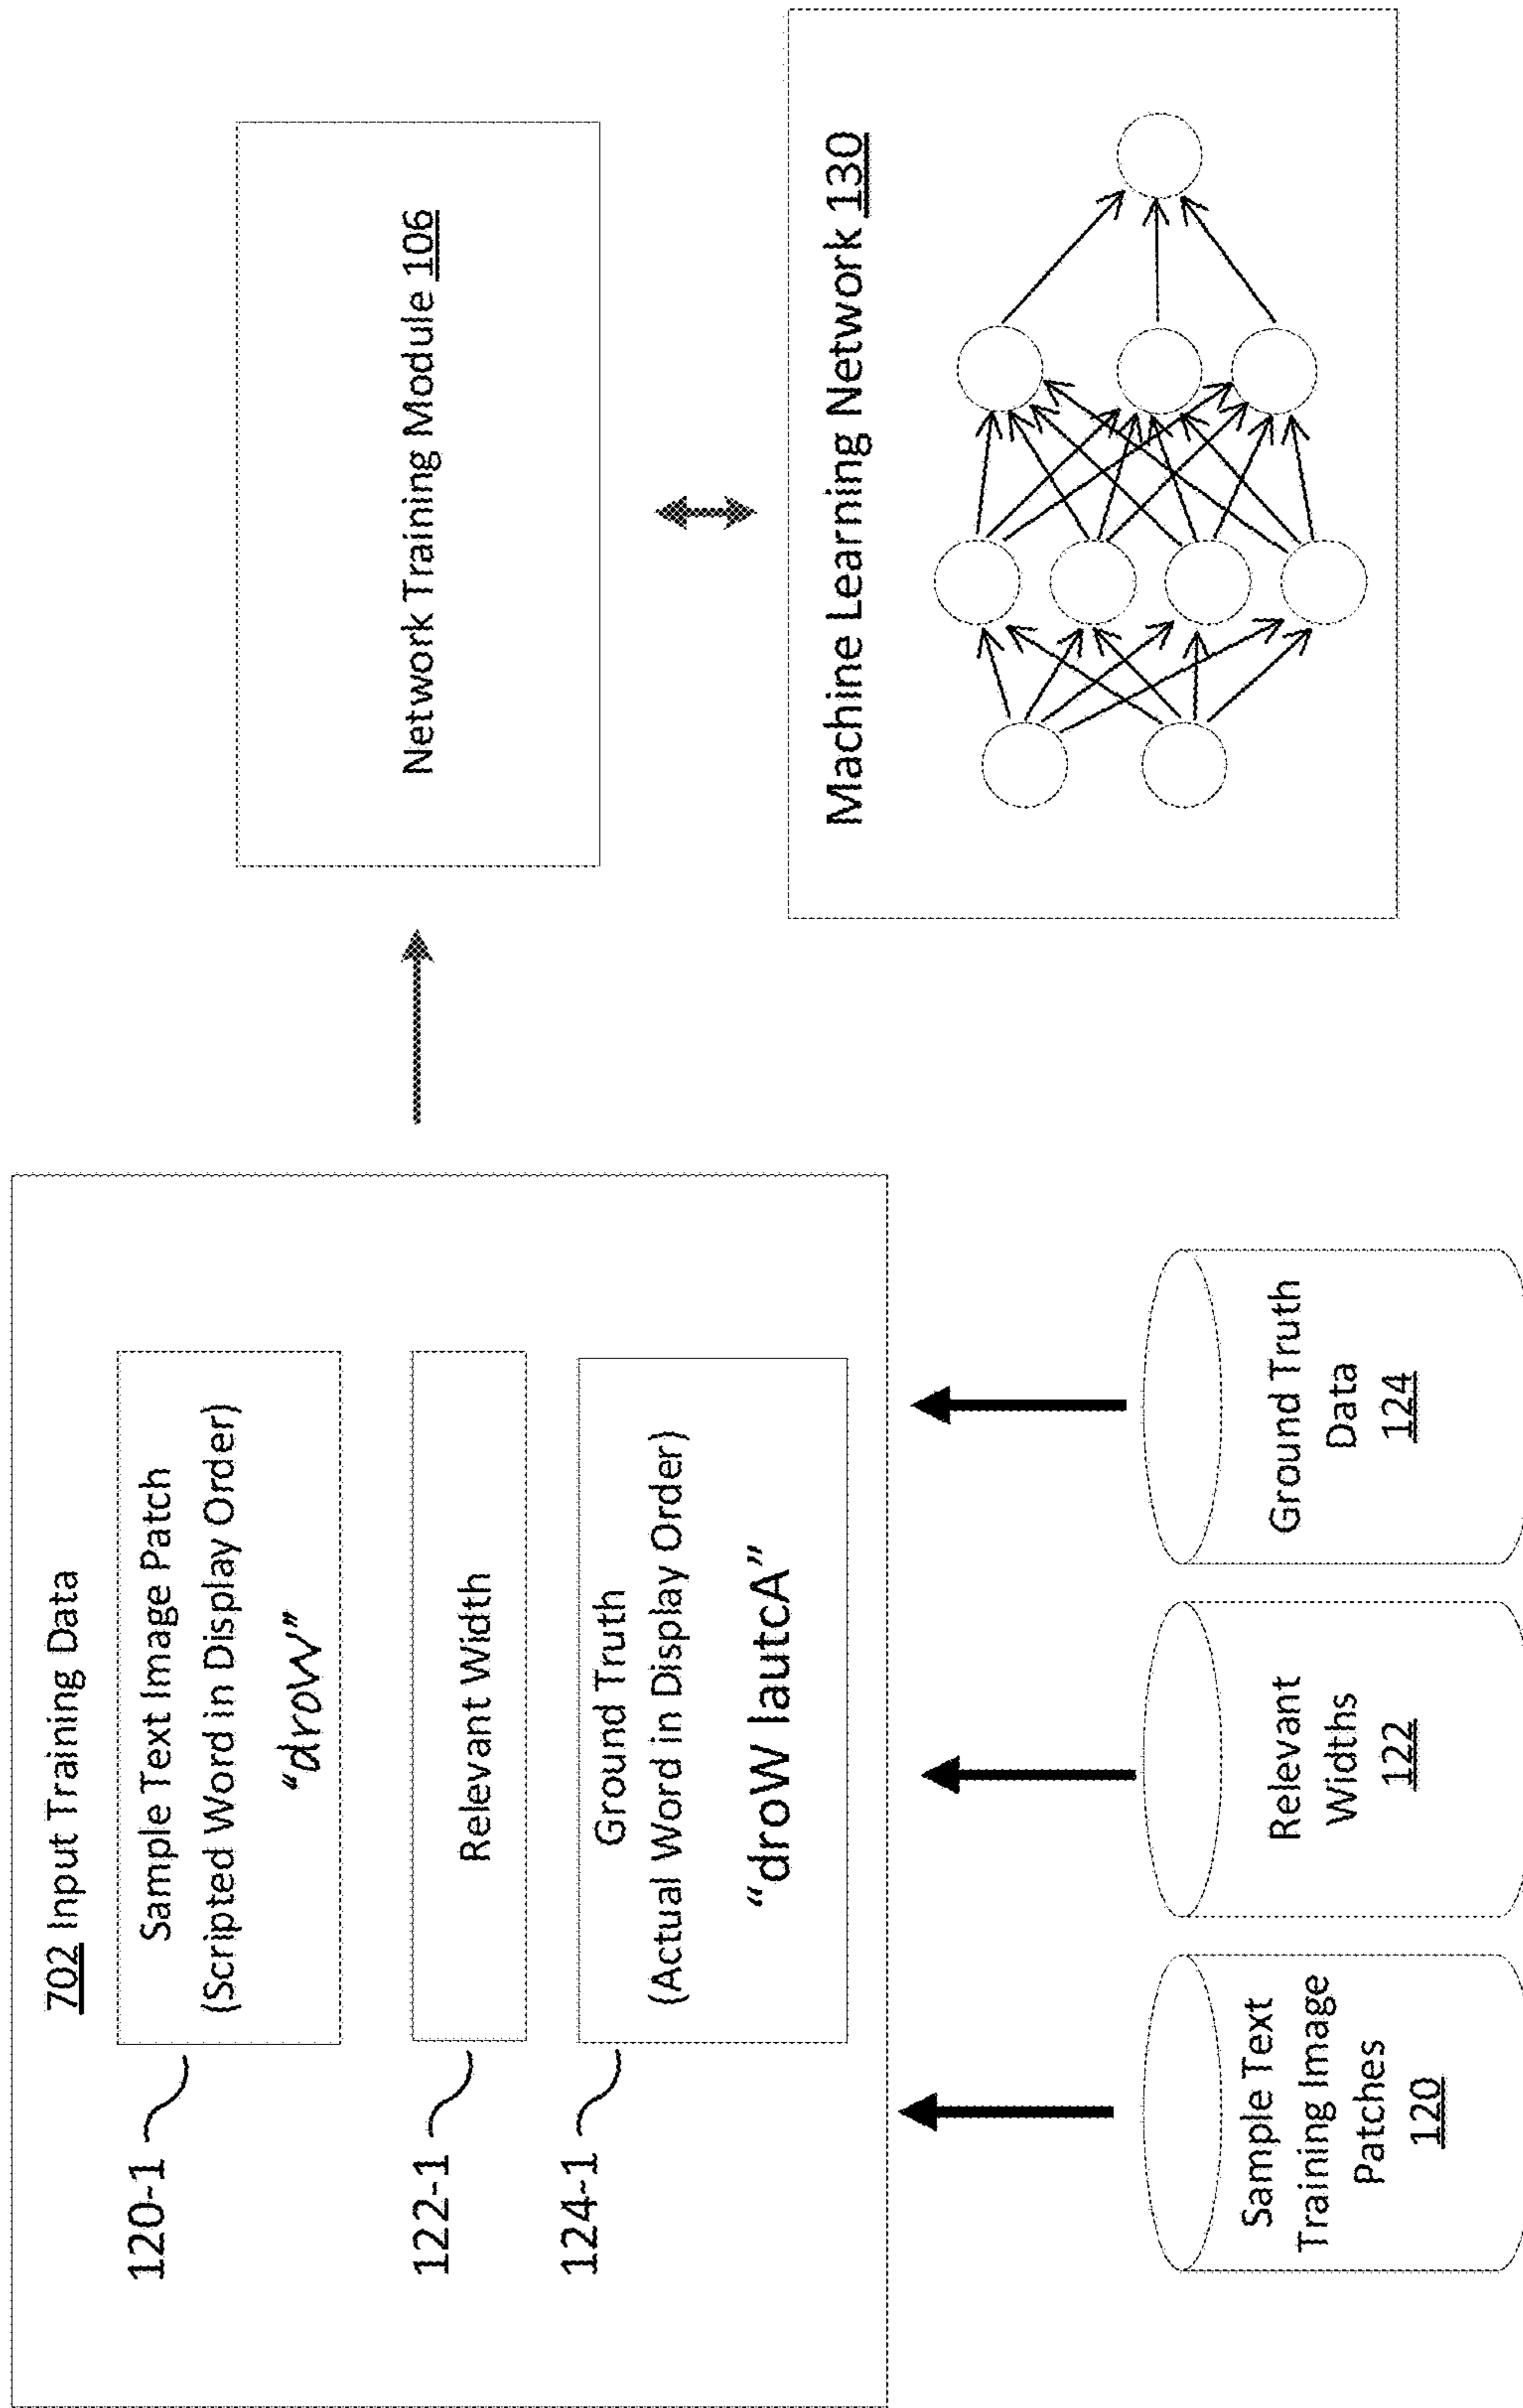 702 Input Training Data
120-1
Sample Text Image Patch
(Scripted Word in Display Order)
“droW”
122-1
Relevant Width
124-1
Ground Truth
(Actual Word in Display Order)
“droW lautcA”
Network Training Module 106
Machine Learning Network 130
Sample Text
Training Image
Patches
120
Relevant
Widths
122
Ground Truth
Data
124